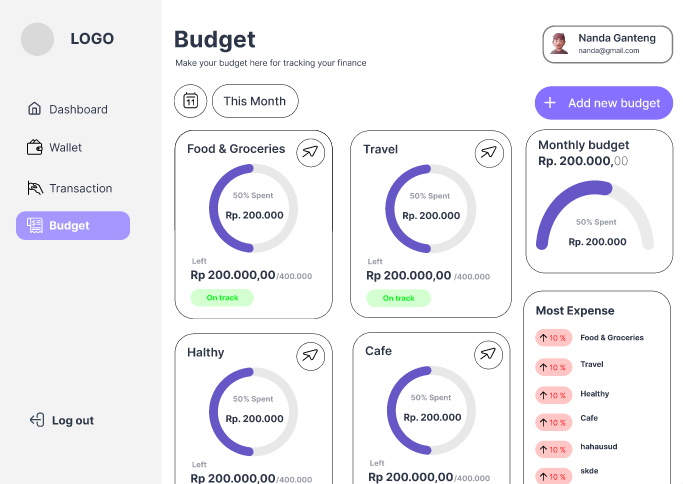 LOGO
Dashboard
Wallet
Transaction
Budget
Log out
Budget
Make your budget here for tracking your finance
Nanda Ganteng
nanda@gmail.com
11
This Month
Add new budget
Food & Groceries
50% Spent
Rp. 200.000
Left
Rp 200.000,00 /400.000
On track
Travel
50% Spent
Rp. 200.000
Left
Rp 200.000,00 /400.000
On track
Halthy
50% Spent
Rp. 200.000
Left
Rp 200.000,00/400.000
Cafe
50% Spent
Rp. 200.000
Left
Rp 200.000,00/400.000
Monthly budget
Rp. 200.000,00
50% Spent
Rp. 200.000
Most Expense
10 % Food & Groceries
10 % Travel
10 % Healthy
10 % Cafe
10 % hahausud
10 % skde